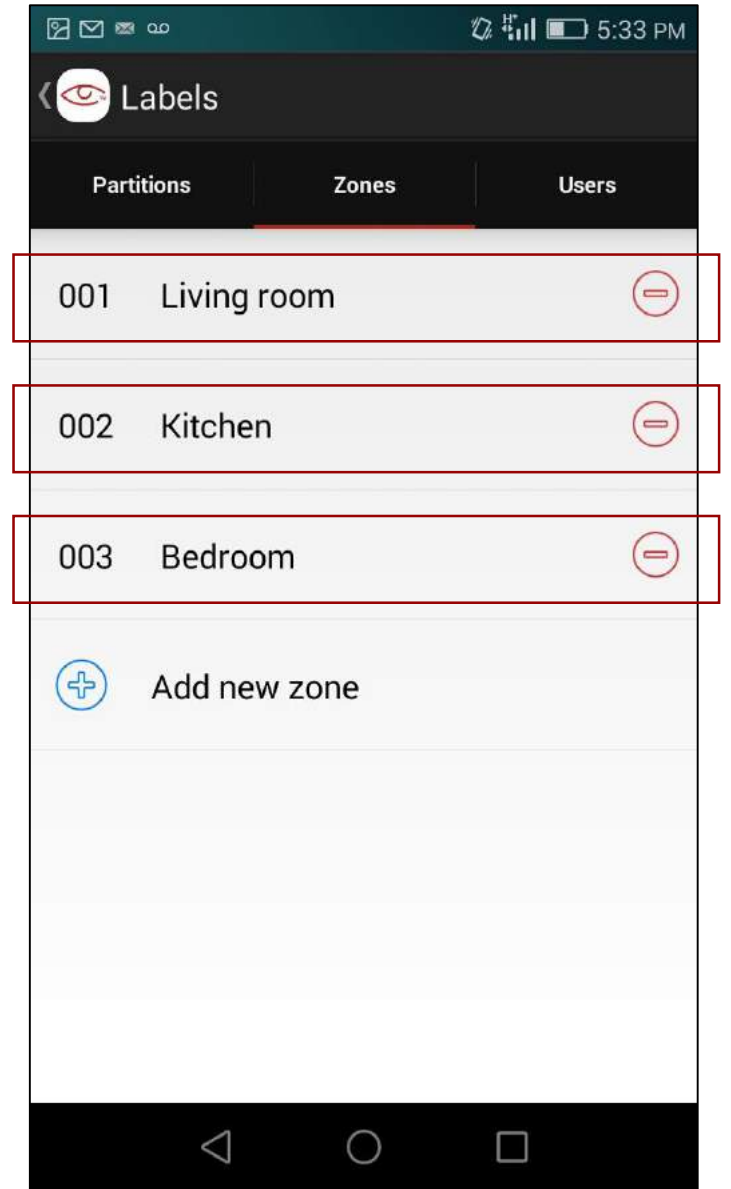 5:33 PM
Labels
Partitions Zones Users
001 Living room
002 Kitchen
003 Bedroom
Add new zone